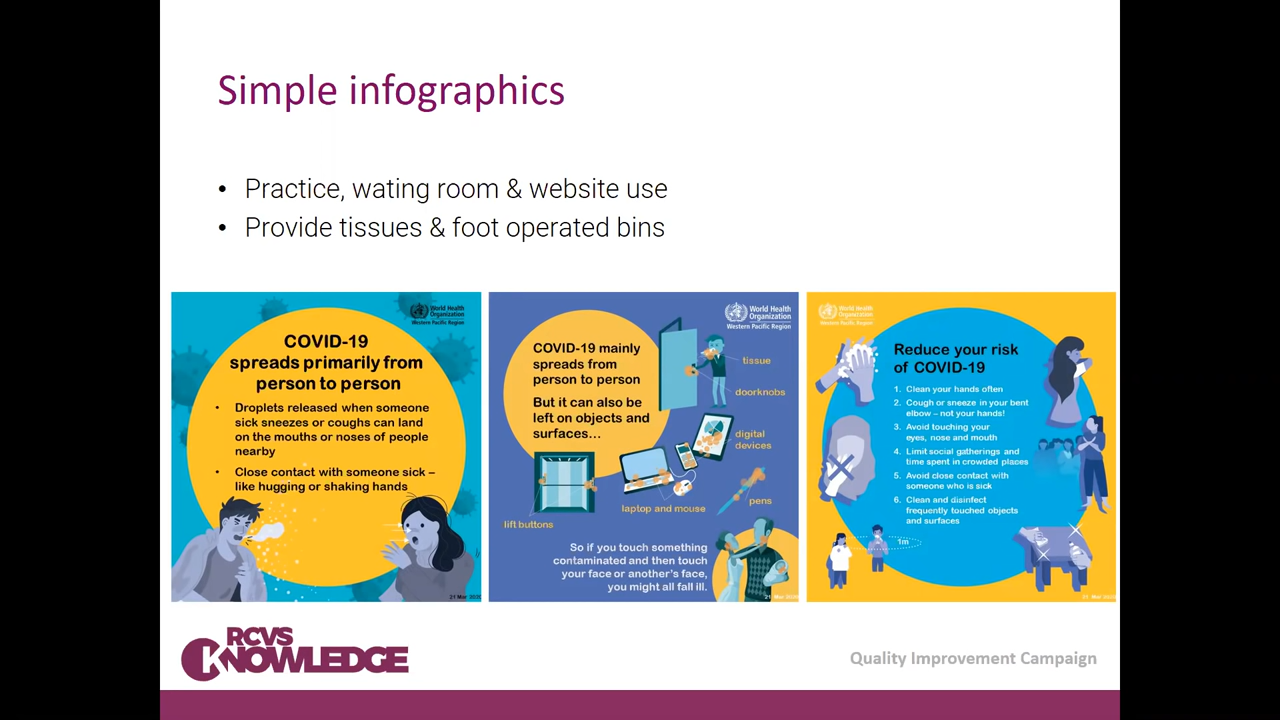 Simple infographics
• Practice, wating room & website use
• Provide tissues & foot operated bins
World Health
Organization
Western Pacific Region
COVID-19
spreads primarily from
person to person
• Droplets released when someone
sick sneezes or coughs can land
on the mouths or noses of people
nearby
• Close contact with someone sick –
like hugging or shaking hands
21 Mar 2020
World Health
Organization
Western Pacific Region
COVID-19 mainly
spreads from
person to person
But it can also be
left on objects and
surfaces...
tissue
doorknobs
digital
devices
pens
laptop and mouse
lift buttons
So if you touch something
contaminated and then touch
your face or another's face,
you might all fall ill.
21 Mar 2020
World Health
Organization
Western Pacific Region
Reduce your risk
of COVID-19
1. Clean your hands often
2. Cough or sneeze in your bent
elbow – not your hands!
3. Avoid touching your
eyes, nose and mouth
4. Limit social gatherings and
time spent in crowded places
5. Avoid close contact with
someone who is sick
6. Clean and disinfect
frequently touched objects
and surfaces
1m
21 Mar 2020
RCVS
KNOWLEDGE
Quality Improvement Campaign